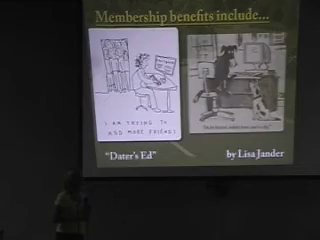 Membership benefits include...
I AM TRYING TO
ADD MORE FRIENDS
"Dater's Ed"
by Lisa Jander